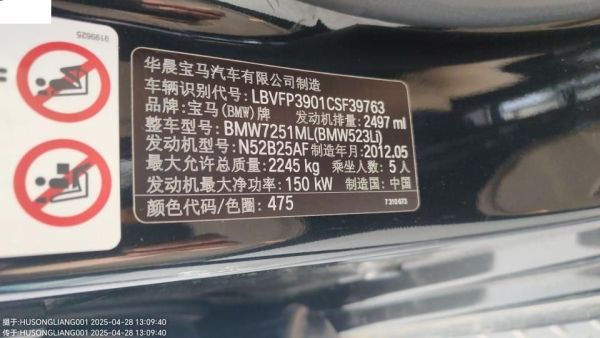 9199625
华晨宝马汽车有限公司制造
车辆识别代号: LBVFP3901CSF39763
品牌: 宝马(BMW)牌 发动机排量: 2497 ml
整车型号: BMW7251ML(BMW523Li)
发动机型号: N52B25AF 制造年月: 2012.05
最大允许总质量: 2245 kg 乘坐人数: 5 人
发动机最大净功率: 150 kW 制造国: 中国
颜色代码/色圈: 475
7310673
摄于:HUSONGLIANG001 2025-04-28 13:09:40
传于:HUSONGLIANG001 2025-04-28 13:09:40